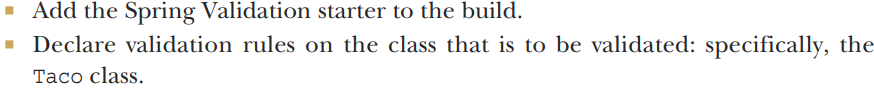 ▪ Add the Spring Validation starter to the build.
▪ Declare validation rules on the class that is to be validated: specifically, the
Taco class.